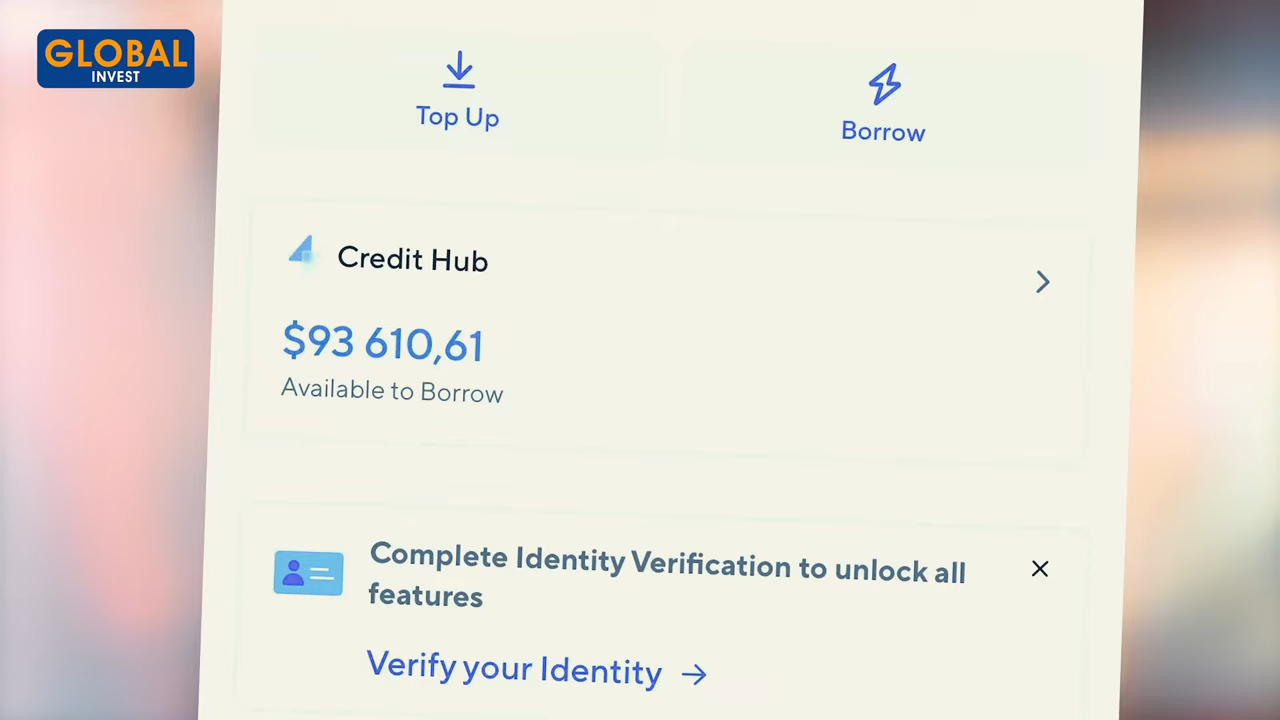 GLOBAL
INVEST
Top Up
Borrow
Credit Hub
$93 610,61
Available to Borrow
Complete Identity Verification to unlock all
features
Verify your Identity →